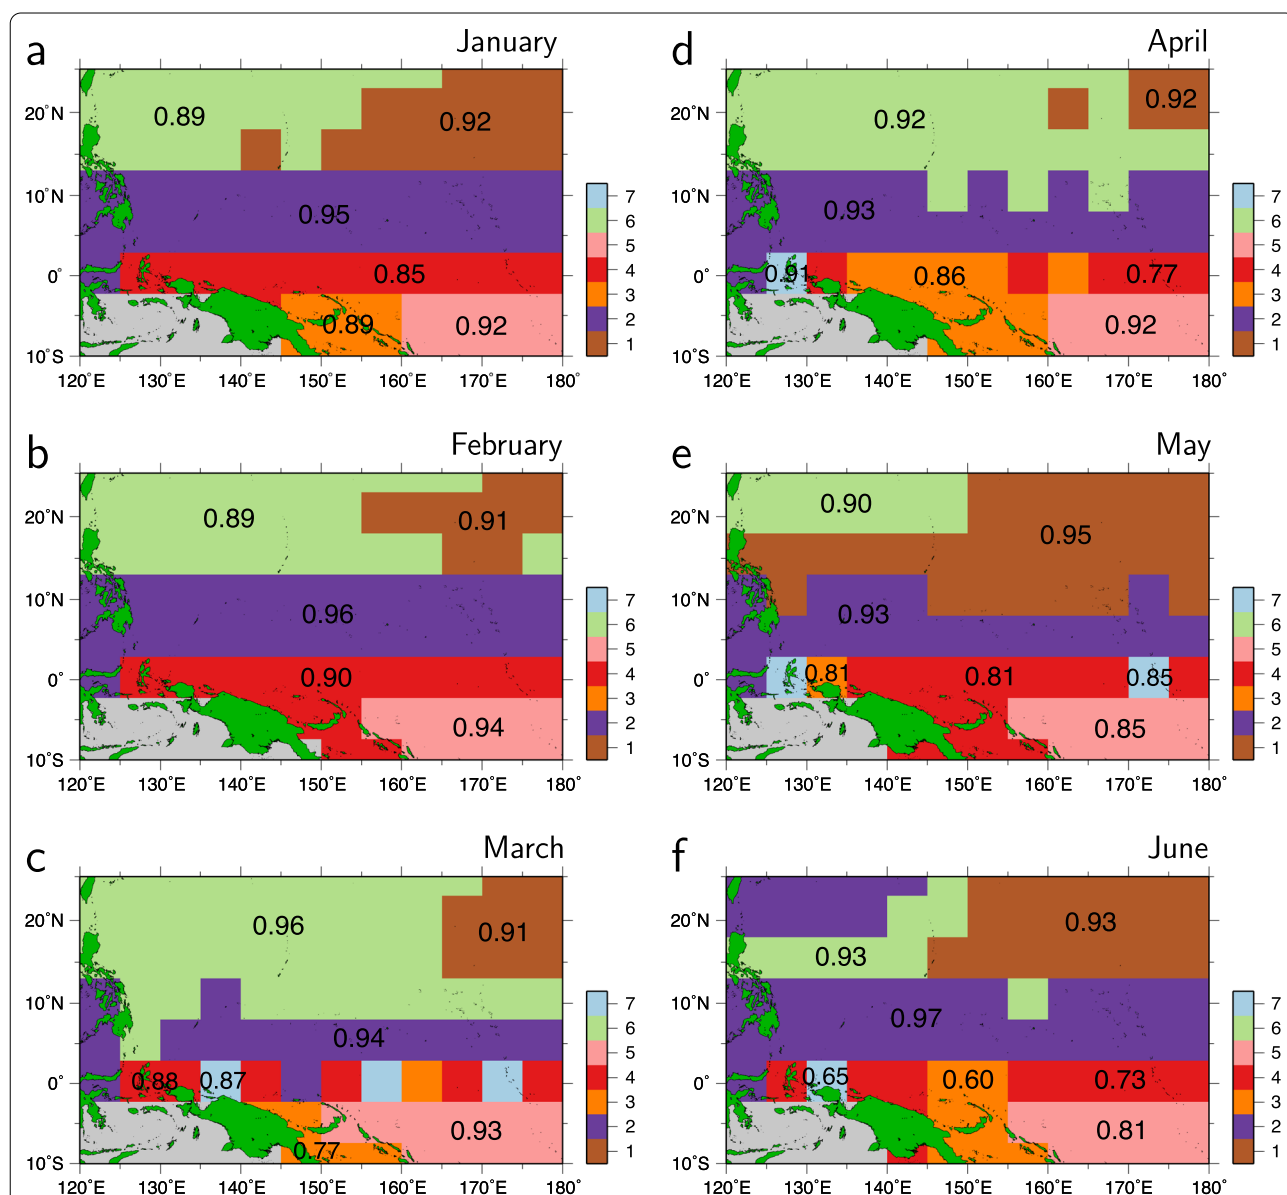 a January
0.89
0.92
0.95
0.85
0.89
0.92
20°N
10°N
0°
10°S
120°E 130°E 140°E 150°E 160°E 170°E 180°
7
6
5
4
3
2
1
d April
0.92
0.92
0.93
0.91
0.86
0.77
0.92
20°N
10°N
0°
10°S
120°E 130°E 140°E 150°E 160°E 170°E 180°
7
6
5
4
3
2
1
b February
0.89
0.91
0.96
0.90
0.94
20°N
10°N
0°
10°S
120°E 130°E 140°E 150°E 160°E 170°E 180°
7
6
5
4
3
2
1
e May
0.90
0.95
0.93
0.81
0.81
0.85
0.85
20°N
10°N
0°
10°S
120°E 130°E 140°E 150°E 160°E 170°E 180°
7
6
5
4
3
2
1
c March
0.96
0.91
0.94
0.88
0.87
0.93
0.77
20°N
10°N
0°
10°S
120°E 130°E 140°E 150°E 160°E 170°E 180°
7
6
5
4
3
2
1
f June
0.93
0.93
0.97
0.65
0.60
0.73
0.81
20°N
10°N
0°
10°S
120°E 130°E 140°E 150°E 160°E 170°E 180°
7
6
5
4
3
2
1